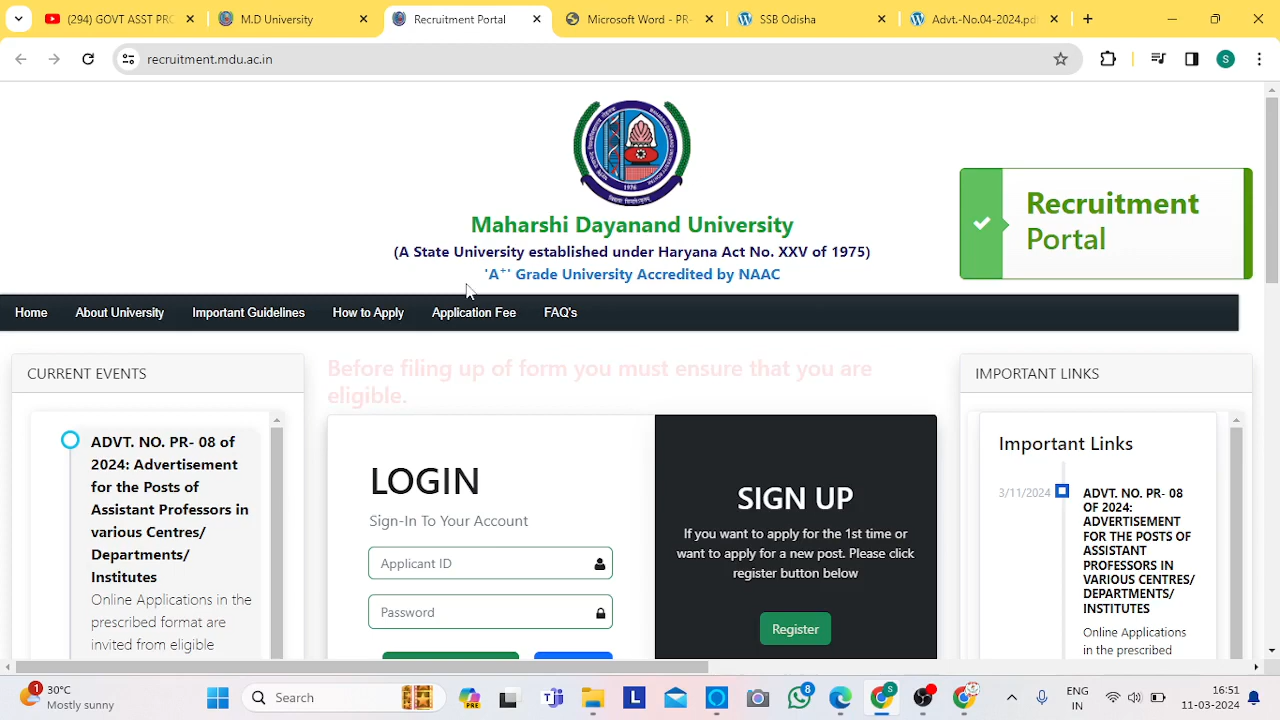 (294) GOVT ASST PRO
M.D University
Recruitment Portal
Microsoft Word - PR-
SSB Odisha
Advt.-No.04-2024.pd
recruitment.mdu.ac.in
S
1976
Maharshi Dayanand University
(A State University established under Haryana Act No. XXV of 1975)
'A+' Grade University Accredited by NAAC
Recruitment
Portal
Home
About University
Important Guidelines
How to Apply
Application Fee
FAQ's
CURRENT EVENTS
ADVT. NO. PR- 08 of
2024: Advertisement
for the Posts of
Assistant Professors in
various Centres/
Departments/
Institutes
Online Applications in the
prescribed format are
invited from eligible
Before filing up of form you must ensure that you are
eligible.
LOGIN
Sign-In To Your Account
Applicant ID
Password
SIGN UP
If you want to apply for the 1st time or
want to apply for a new post. Please click
register button below
Register
IMPORTANT LINKS
Important Links
3/11/2024
ADVT. NO. PR- 08
OF 2024:
ADVERTISEMENT
FOR THE POSTS OF
ASSISTANT
PROFESSORS IN
VARIOUS CENTRES/
DEPARTMENTS/
INSTITUTES
Online Applications
in the prescribed
1
30°C
Mostly sunny
Search
PRE
L
8
S
ENG
IN
16:51
11-03-2024